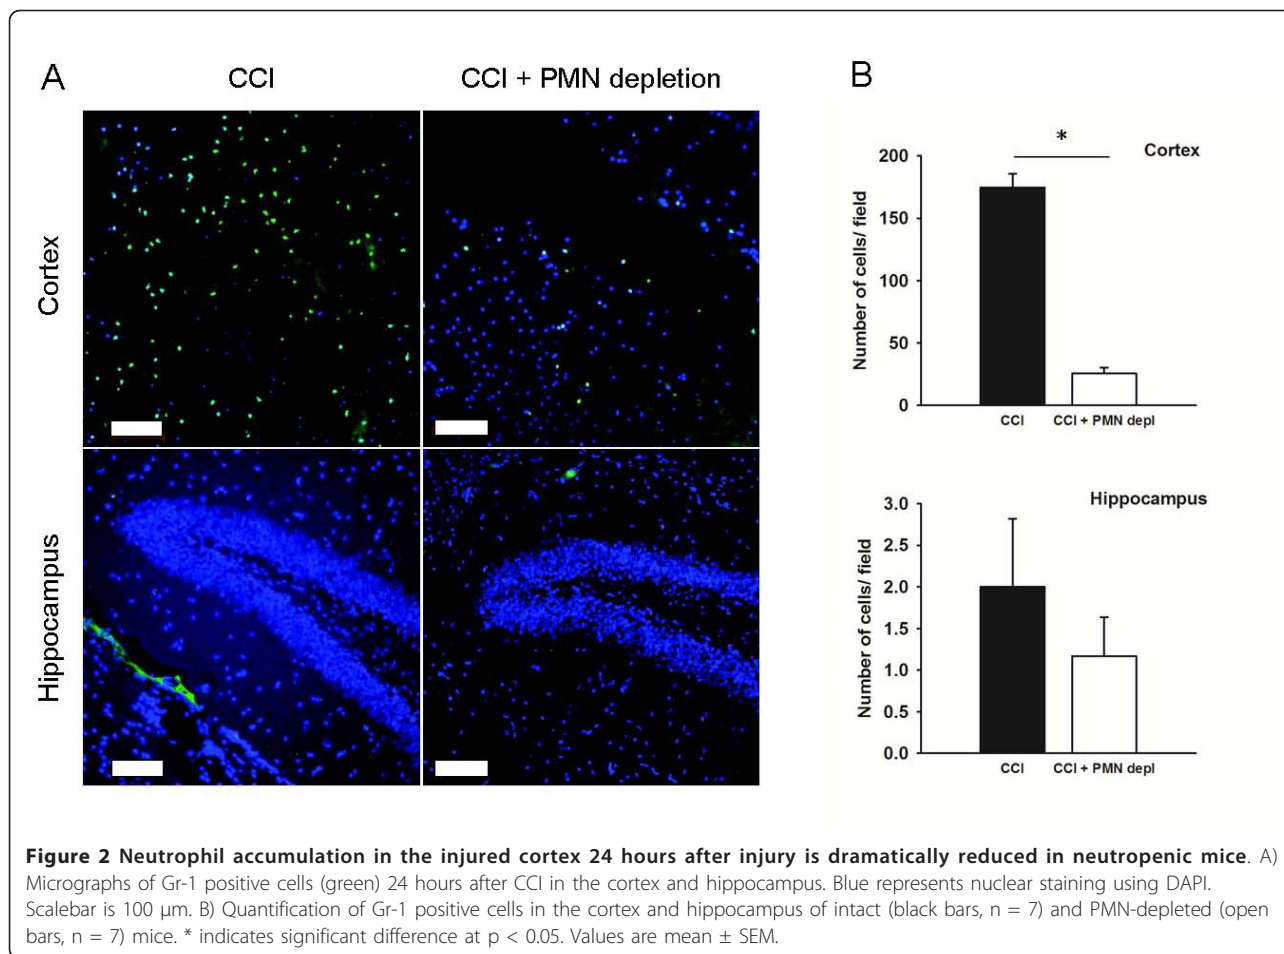 A
CCI
CCI + PMN depletion
Cortex
Hippocampus
B
*
Cortex
200
150
100
50
0
Number of cells/ field
CCI
CCI + PMN depl
Hippocampus
3.0
2.5
2.0
1.5
1.0
0.5
0.0
Number of cells/ field
CCI
CCI + PMN depl
Figure 2 Neutrophil accumulation in the injured cortex 24 hours after injury is dramatically reduced in neutropenic mice. A)
Micrographs of Gr-1 positive cells (green) 24 hours after CCI in the cortex and hippocampus. Blue represents nuclear staining using DAPI.
Scalebar is 100 μm. B) Quantification of Gr-1 positive cells in the cortex and hippocampus of intact (black bars, n = 7) and PMN-depleted (open
bars, n = 7) mice. * indicates significant difference at p < 0.05. Values are mean ± SEM.